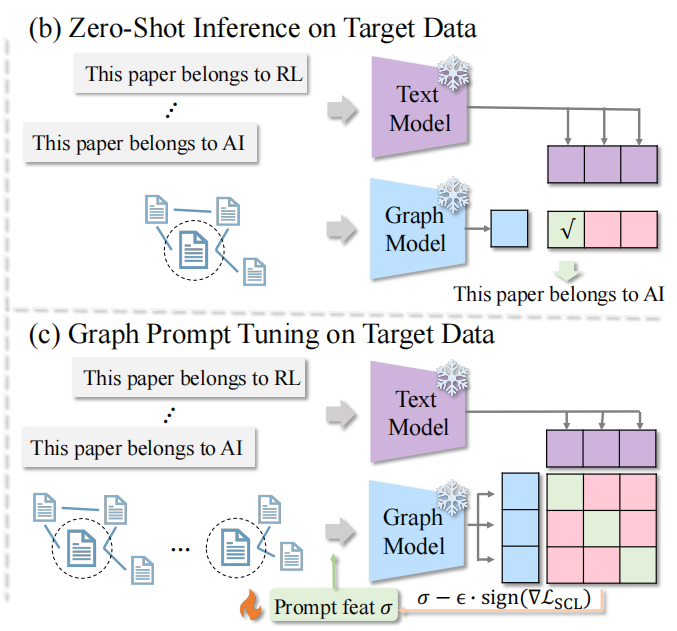 (b) Zero-Shot Inference on Target Data
This paper belongs to RL
...
This paper belongs to AI
Text
Model
Graph
Model
√
This paper belongs to AI
(c) Graph Prompt Tuning on Target Data
This paper belongs to RL
...
This paper belongs to AI
Text
Model
...
Graph
Model
Prompt feat σ
σ − ϵ · sign(∇ℒ_SCL)